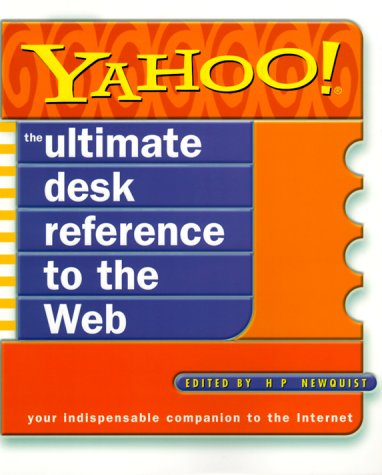 YAHOO!®
the ultimate
desk
reference
to the
Web
EDITED BY H P NEWQUIST
your indispensable companion to the Internet